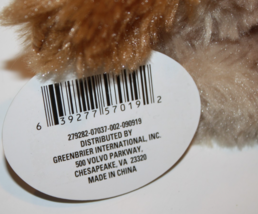 6 39277 57019 2
279282-07037-002-090919
DISTRIBUTED BY
GREENBRIER INTERNATIONAL, INC.
500 VOLVO PARKWAY,
CHESAPEAKE, VA 23320
MADE IN CHINA